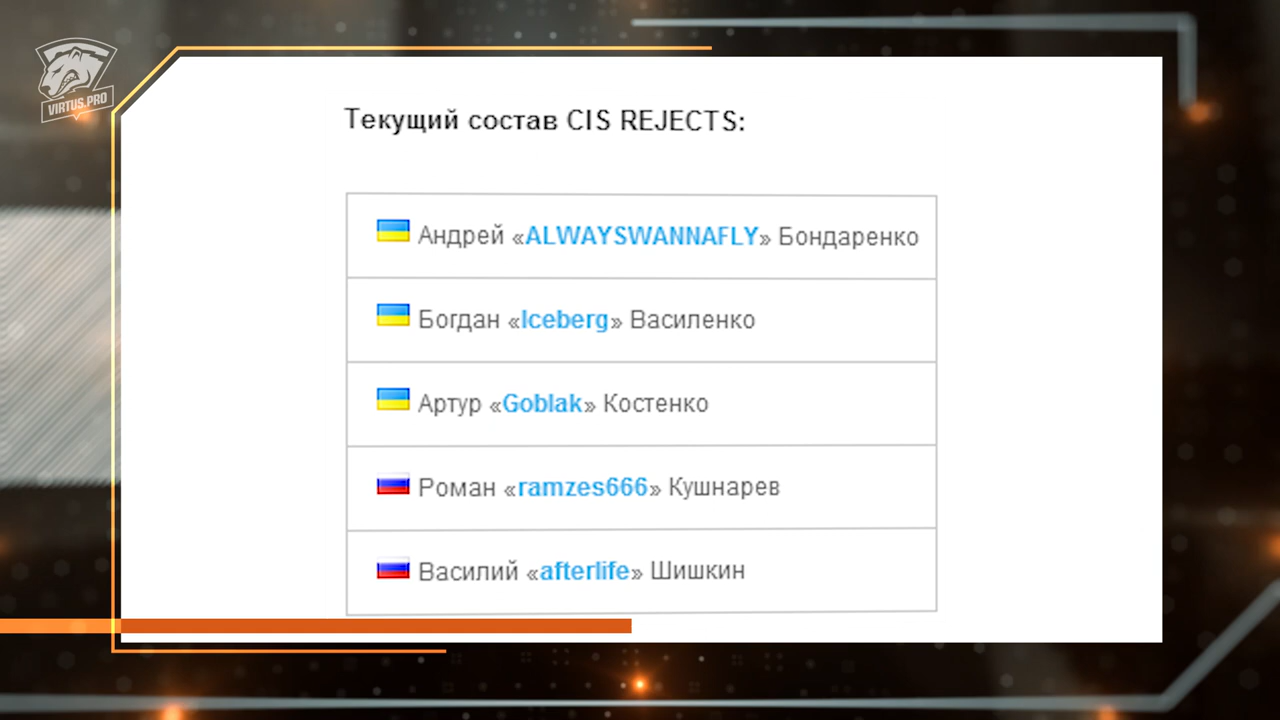 VIRTUS.PRO
Текущий состав CIS REJECTS:
Андрей «ALWAYSWANNAFLY» Бондаренко
Богдан «Iceberg» Василенко
Артур «Goblak» Костенко
Роман «ramzes666» Кушнарев
Василий «afterlife» Шишкин